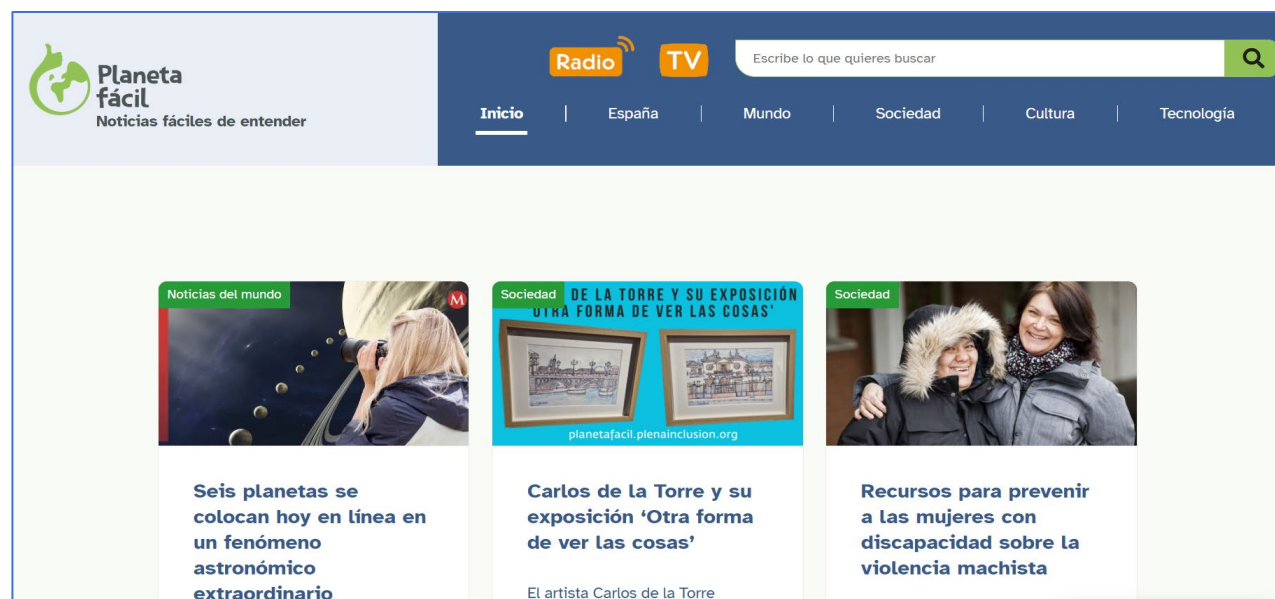 Planeta
fácil
Noticias fáciles de entender
Radio
TV
Escribe lo que quieres buscar
Inicio | España | Mundo | Sociedad | Cultura | Tecnología
Noticias del mundo
M
Seis planetas se
colocan hoy en línea en
un fenómeno
astronómico
extraordinario
Sociedad
DE LA TORRE Y SU EXPOSICIÓN
'OTRA FORMA DE VER LAS COSAS'
planetafacil.plenainclusion.org
Carlos de la Torre y su
exposición ‘Otra forma
de ver las cosas’
El artista Carlos de la Torre
Sociedad
Recursos para prevenir
a las mujeres con
discapacidad sobre la
violencia machista